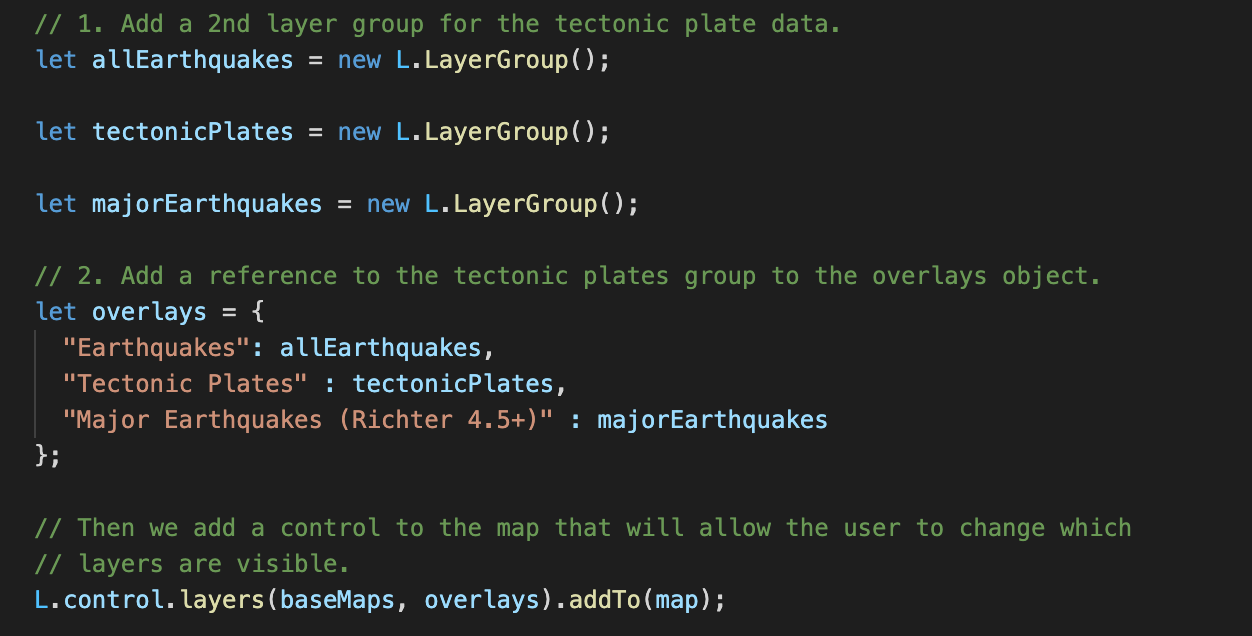 // 1. Add a 2nd layer group for the tectonic plate data.
let allEarthquakes = new L.LayerGroup();
let tectonicPlates = new L.LayerGroup();
let majorEarthquakes = new L.LayerGroup();
// 2. Add a reference to the tectonic plates group to the overlays object.
let overlays = {
  "Earthquakes": allEarthquakes,
  "Tectonic Plates" : tectonicPlates,
  "Major Earthquakes (Richter 4.5+)" : majorEarthquakes
};
// Then we add a control to the map that will allow the user to change which
// layers are visible.
L.control.layers(baseMaps, overlays).addTo(map);